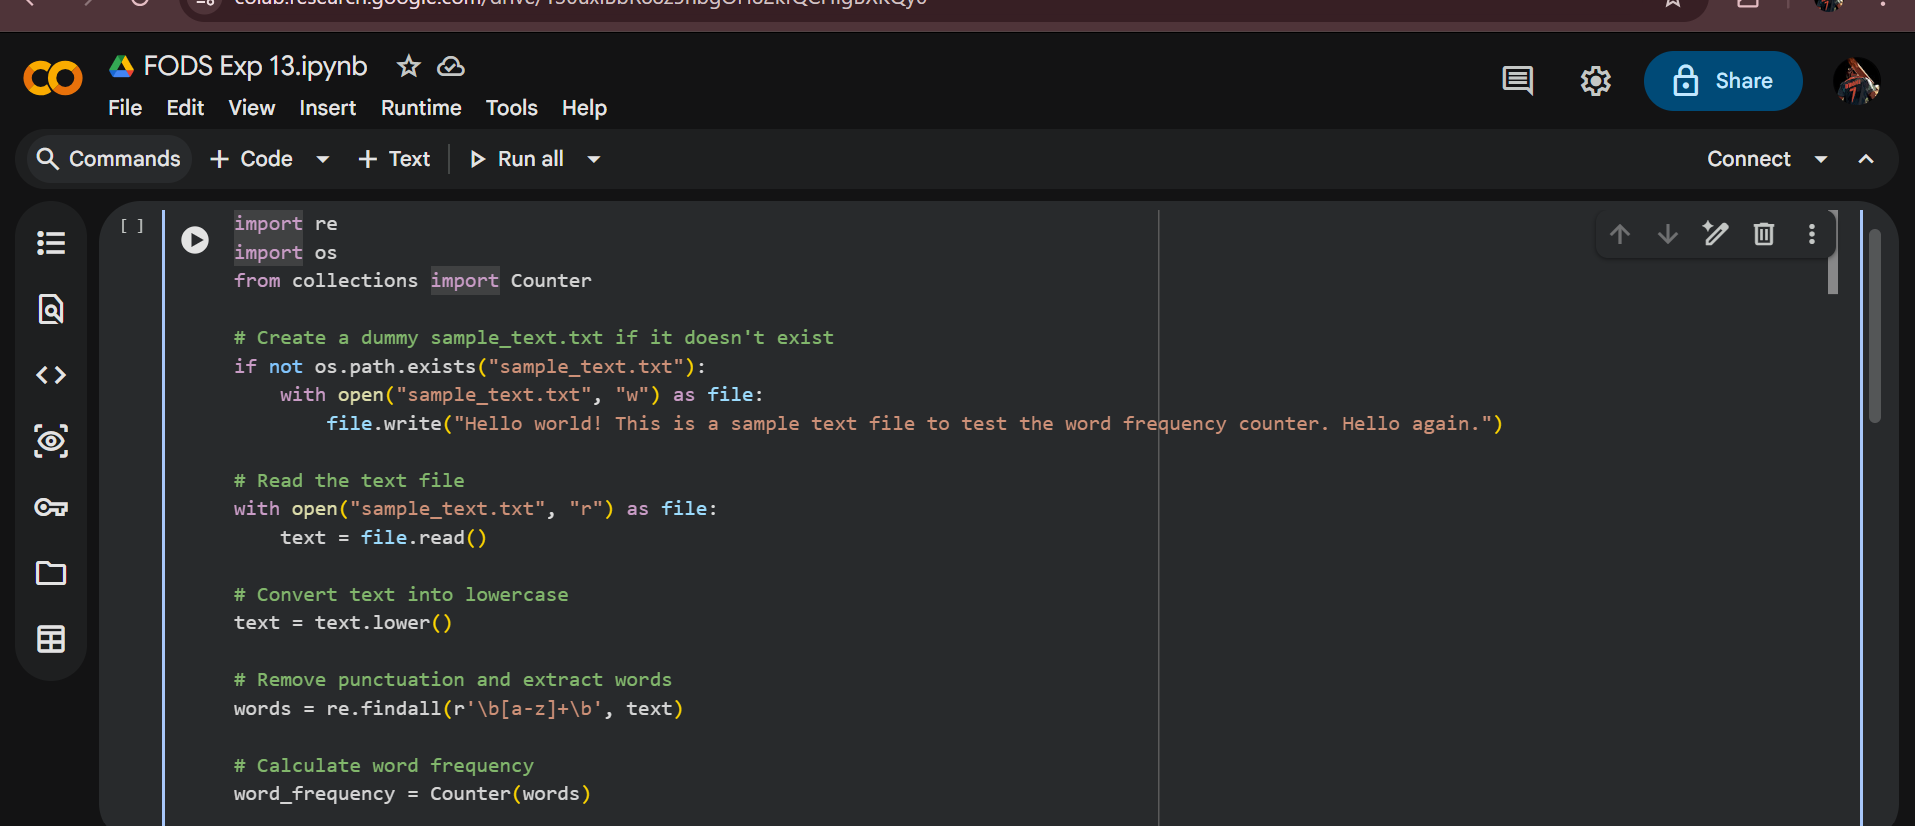 FODS Exp 13.ipynb
File Edit View Insert Runtime Tools Help
Share
Commands + Code + Text Run all
Connect
[ ]
import re
import os
from collections import Counter
# Create a dummy sample_text.txt if it doesn't exist
if not os.path.exists("sample_text.txt"):
    with open("sample_text.txt", "w") as file:
        file.write("Hello world! This is a sample text file to test the word frequency counter. Hello again.")
# Read the text file
with open("sample_text.txt", "r") as file:
    text = file.read()
# Convert text into lowercase
text = text.lower()
# Remove punctuation and extract words
words = re.findall(r'\b[a-z]+\b', text)
# Calculate word frequency
word_frequency = Counter(words)